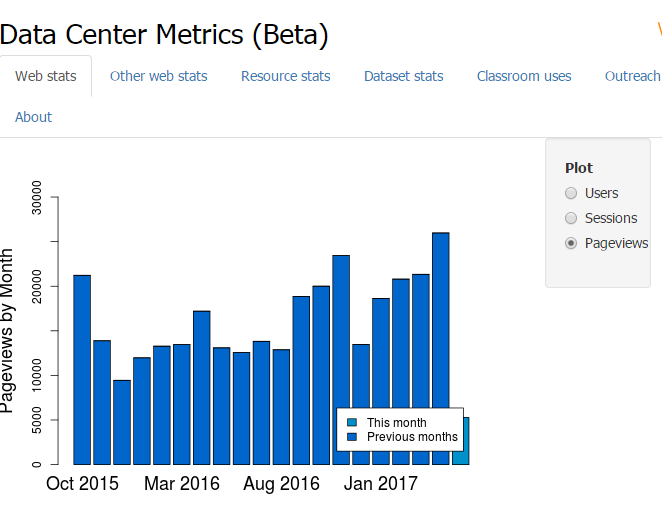 Data Center Metrics (Beta)
Web stats Other web stats Resource stats Dataset stats Classroom uses Outreach
About
Plot
Users
Sessions
Pageviews
Pageviews by Month
30000
20000
10000
5000
0
This month
Previous months
Oct 2015 Mar 2016 Aug 2016 Jan 2017